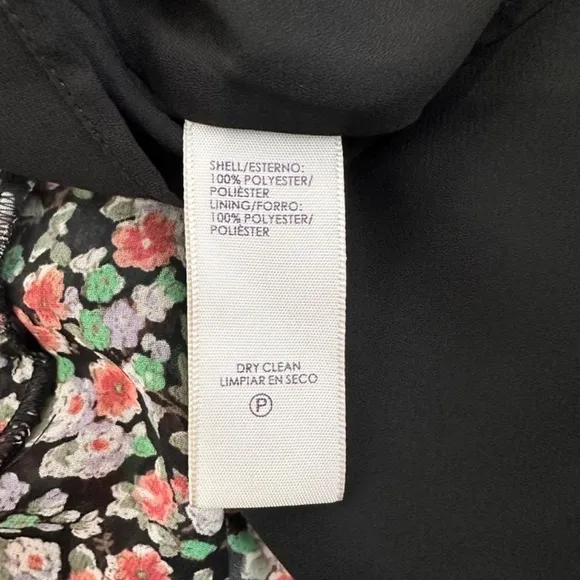 SHELL/ESTERNO:
100% POLYESTER/
POLIÉSTER
LINING/FORRO:
100% POLYESTER/
POLIÉSTER
DRY CLEAN
LIMPIAR EN SECO
P